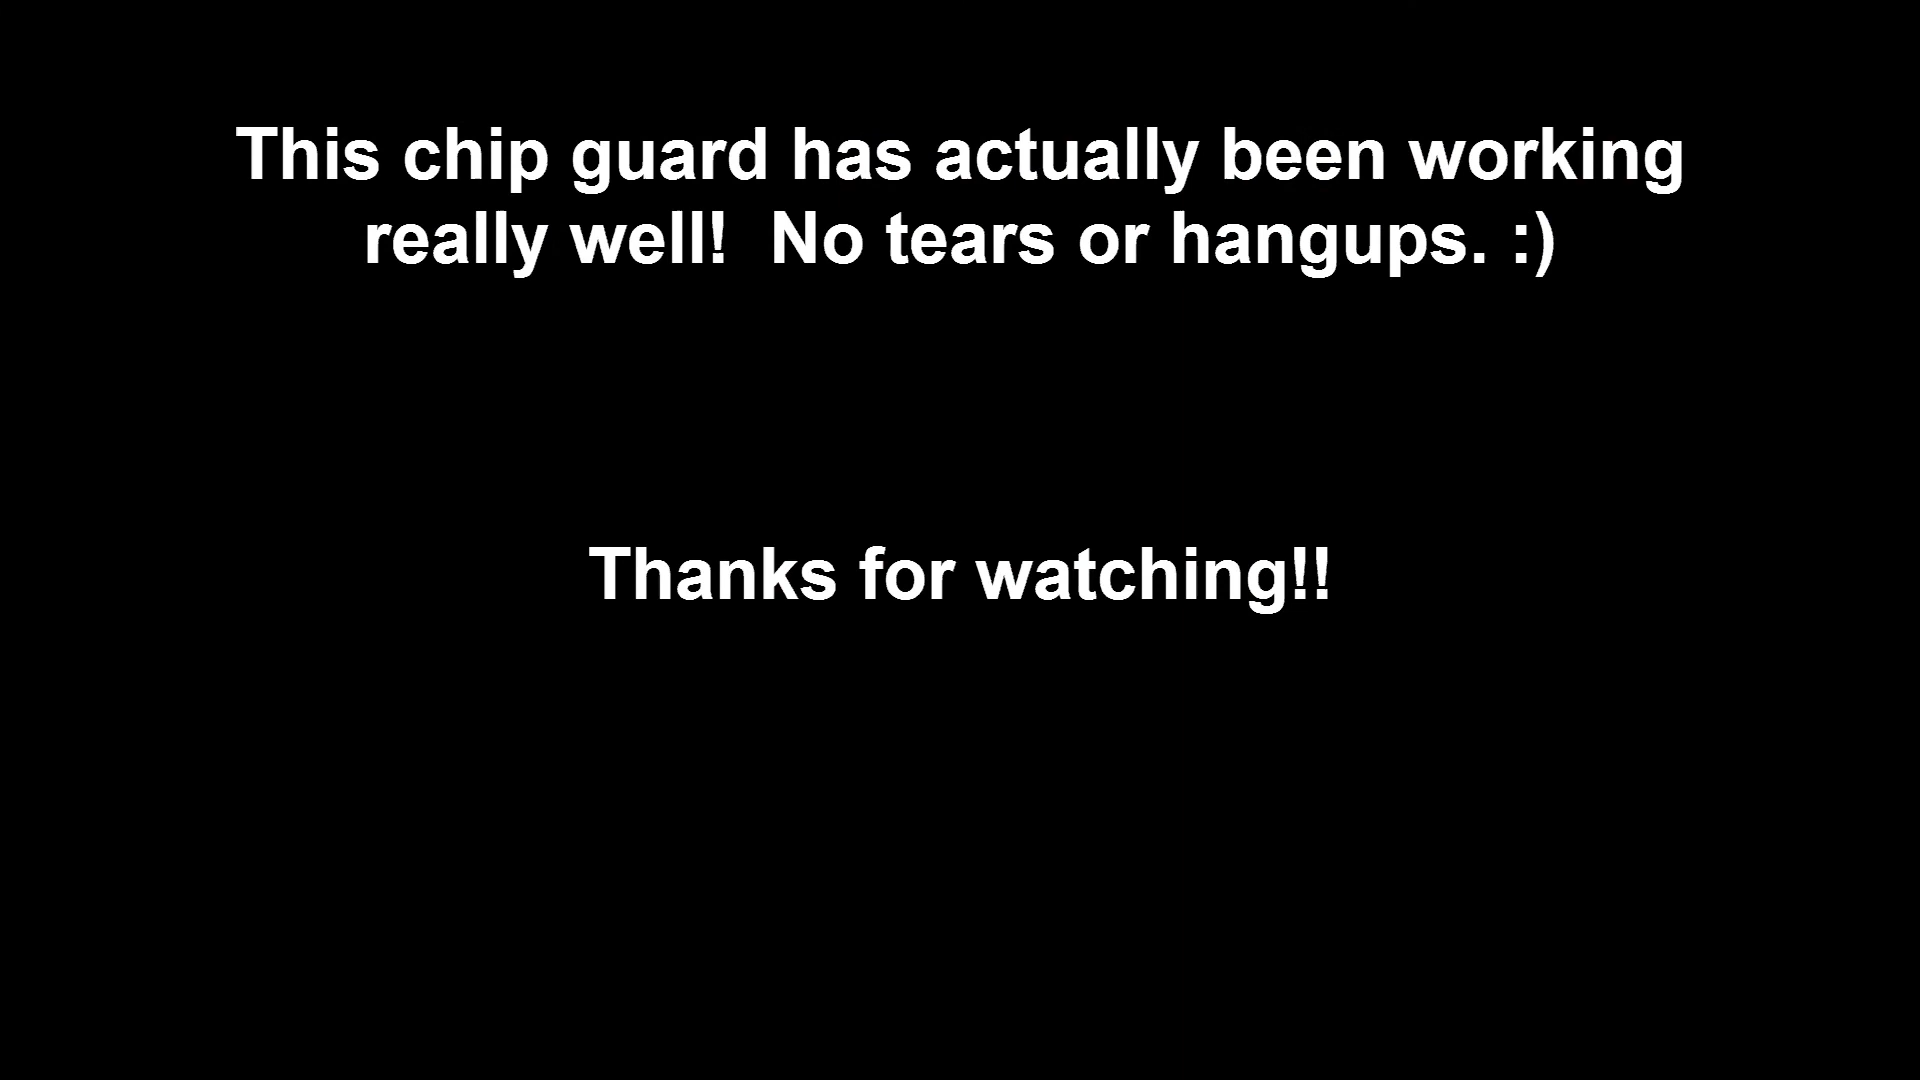 This chip guard has actually been working
really well!  No tears or hangups. :)
Thanks for watching!!